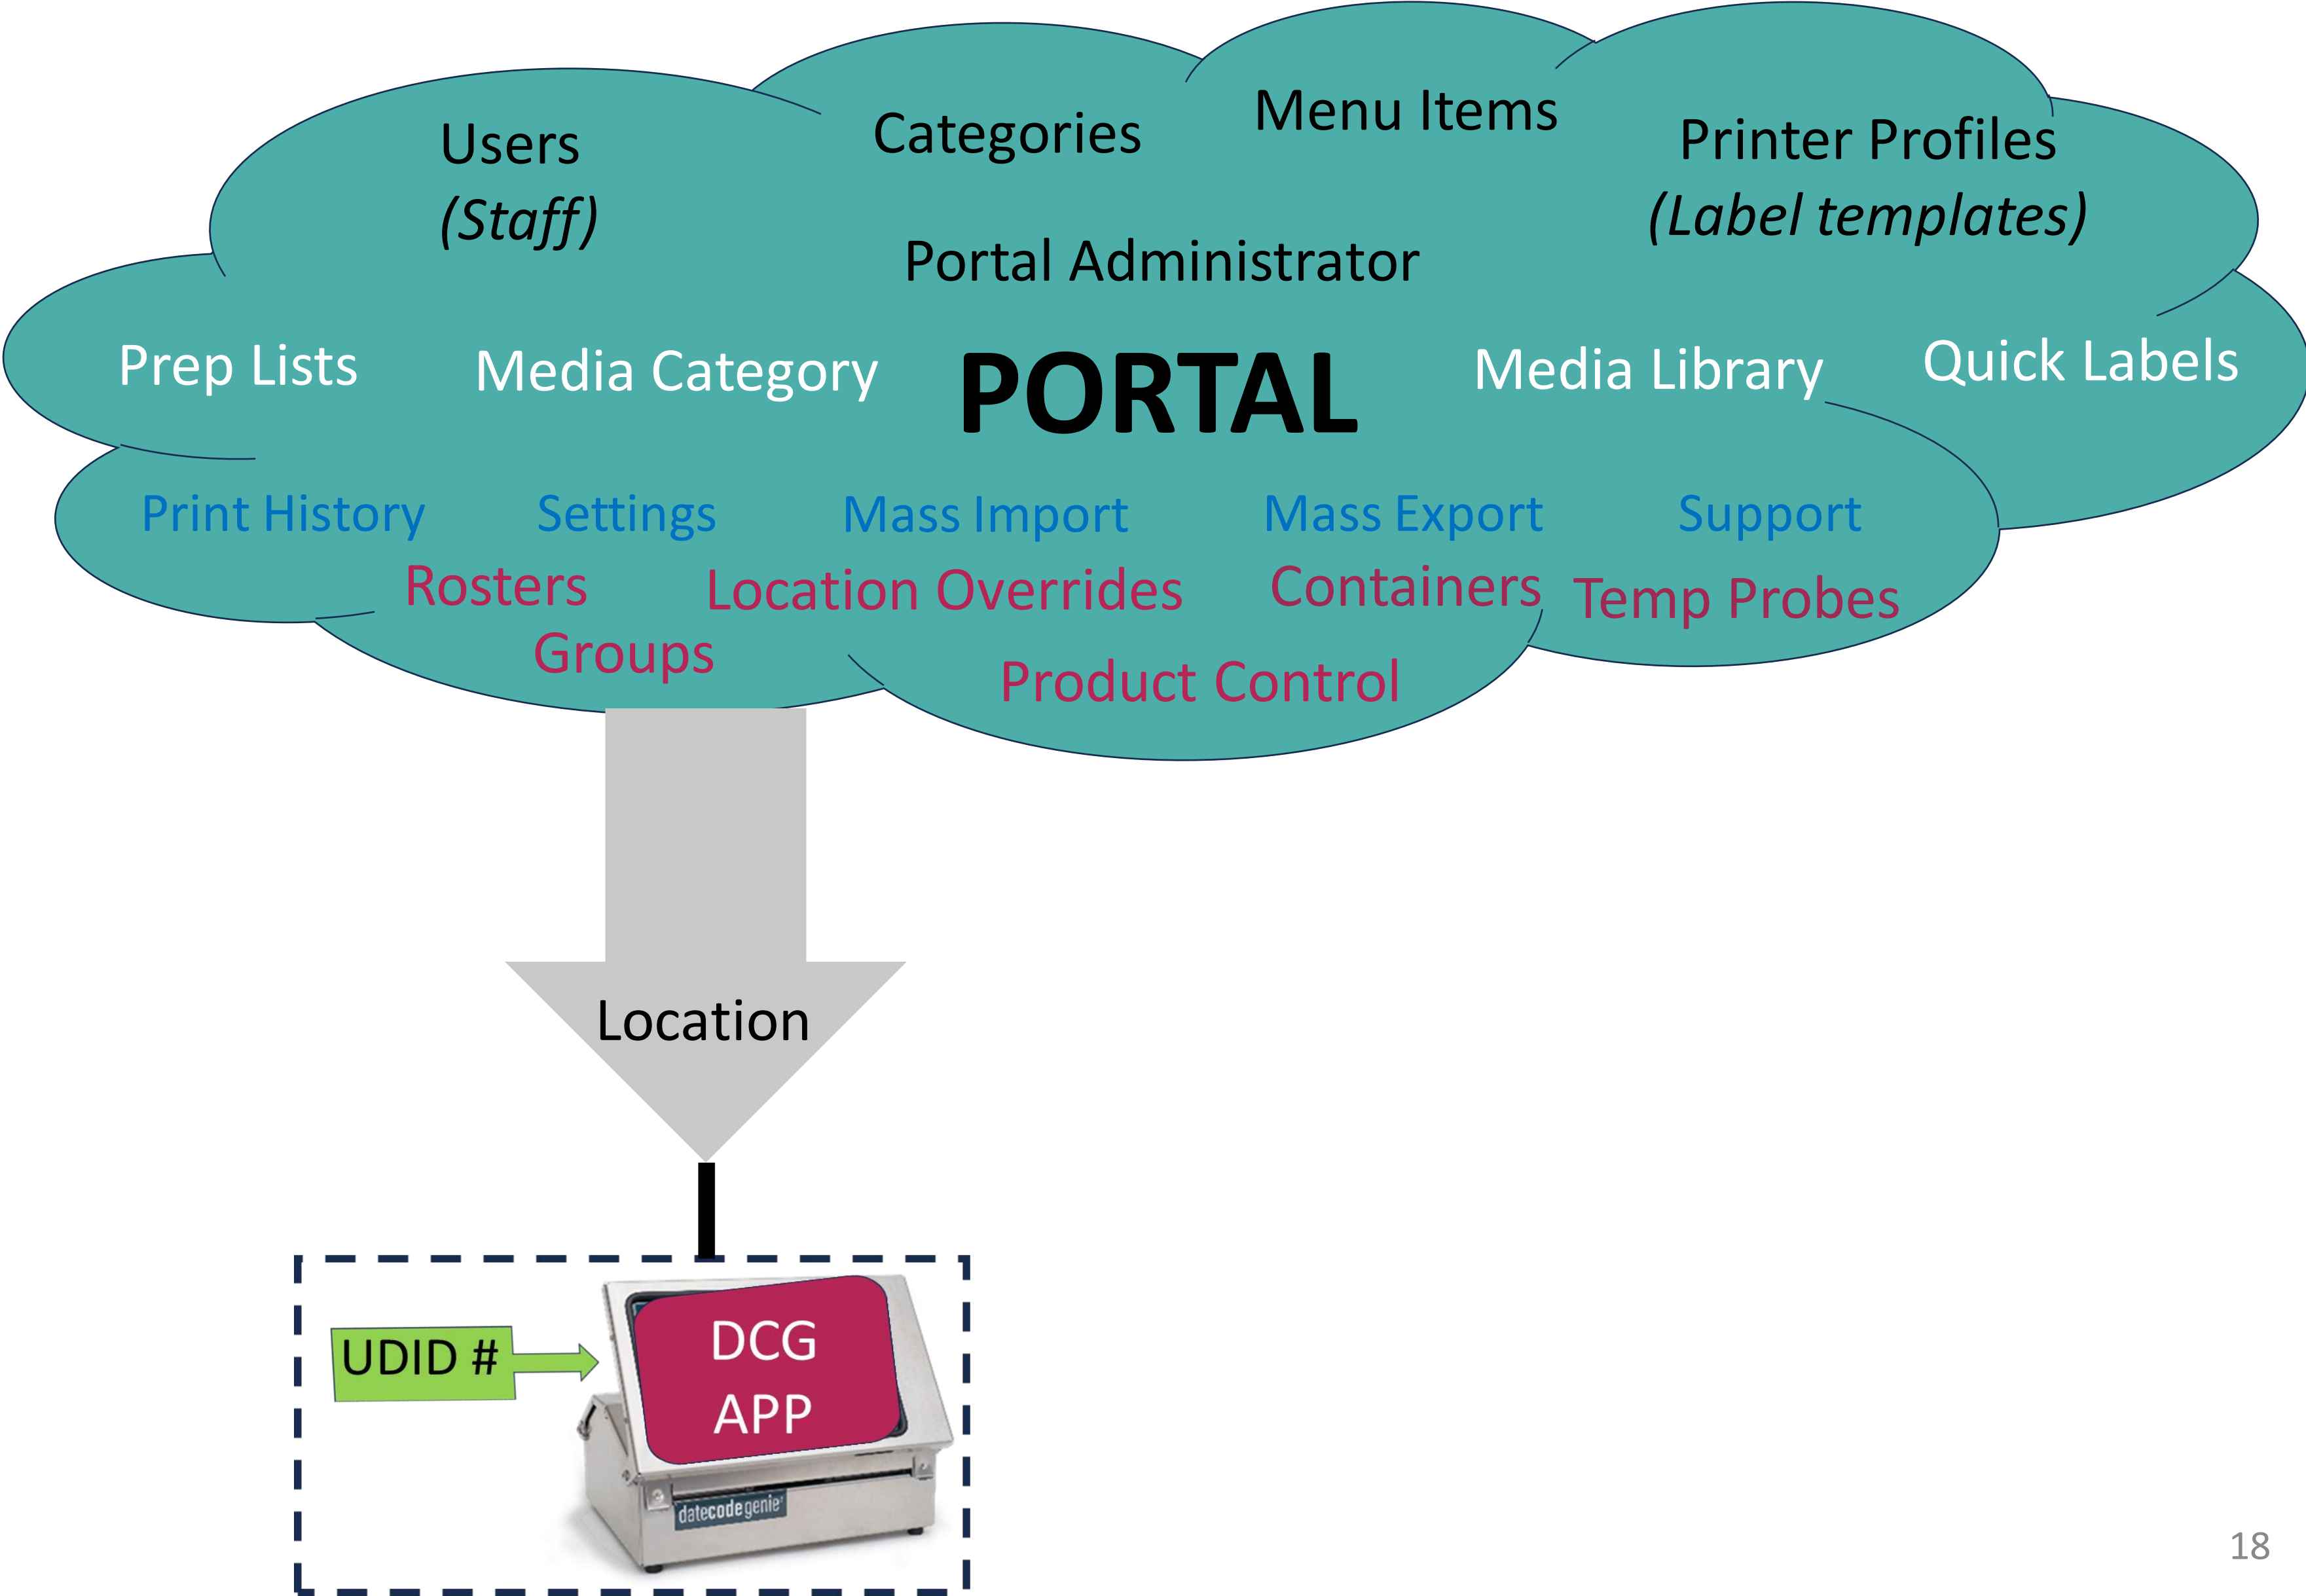 Users
(Staff)
Categories
Menu Items
Printer Profiles
(Label templates)
Portal Administrator
Prep Lists
Media Category
PORTAL
Media Library
Quick Labels
Print History
Settings
Mass Import
Mass Export
Support
Rosters
Location Overrides
Containers
Temp Probes
Groups
Product Control
Location
UDID #
DCG
APP
datecodegenie
18